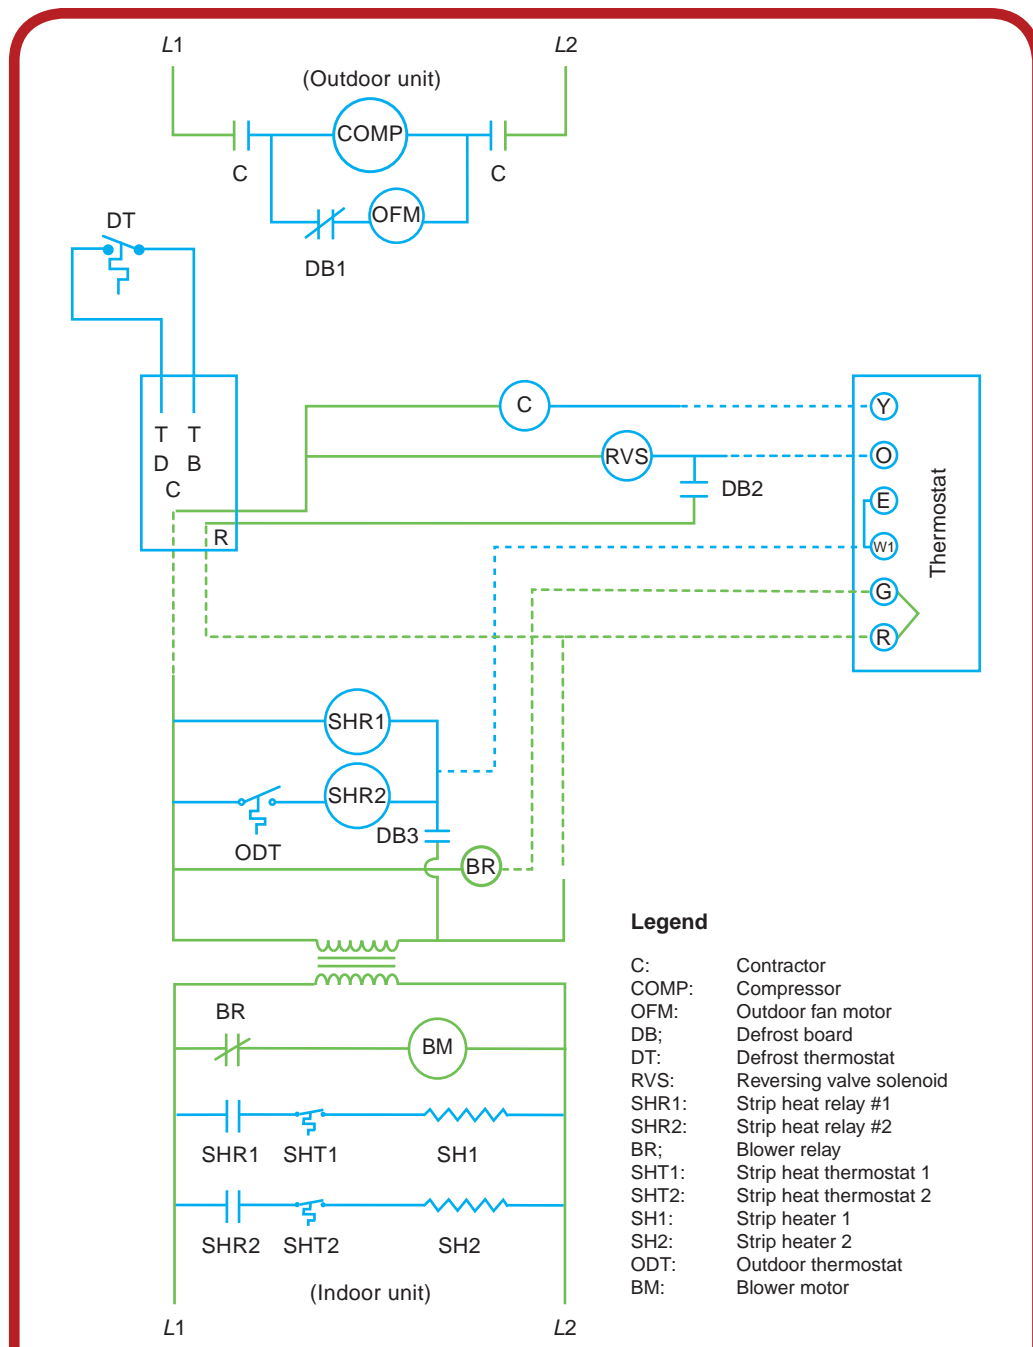 L1 L2
(Outdoor unit)
COMP
C C
OFM
DB1
DT
T T
D B
C
R
C
RVS
DB2
Y
O
E
W1
G
R
Thermostat
SHR1
SHR2
ODT
DB3
BR
BR
BM
SHR1 SHT1 SH1
SHR2 SHT2 SH2
(Indoor unit)
L1 L2
Legend
C: Contractor
COMP: Compressor
OFM: Outdoor fan motor
DB; Defrost board
DT: Defrost thermostat
RVS: Reversing valve solenoid
SHR1: Strip heat relay #1
SHR2: Strip heat relay #2
BR; Blower relay
SHT1: Strip heat thermostat 1
SHT2: Strip heat thermostat 2
SH1: Strip heater 1
SH2: Strip heater 2
ODT: Outdoor thermostat
BM: Blower motor